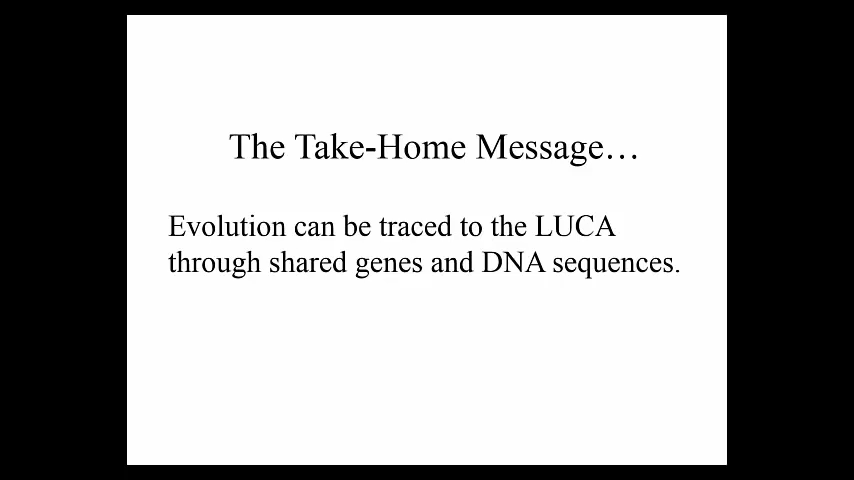 The Take-Home Message…
Evolution can be traced to the LUCA
through shared genes and DNA sequences.